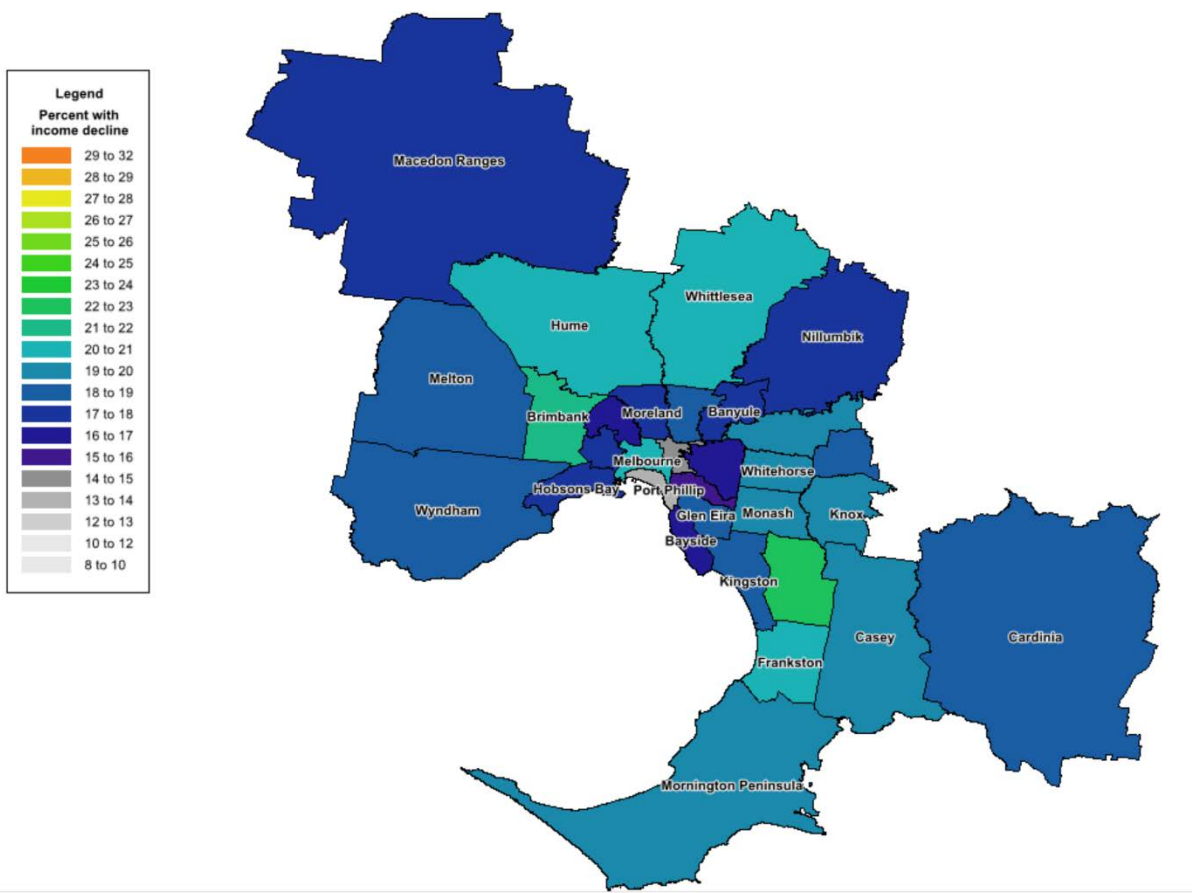 Legend
Percent with
income decline
29 to 32
28 to 29
27 to 28
26 to 27
25 to 26
24 to 25
23 to 24
22 to 23
21 to 22
20 to 21
19 to 20
18 to 19
17 to 18
16 to 17
15 to 16
14 to 15
13 to 14
12 to 13
10 to 12
8 to 10
Macedon Ranges
Whittlesea
Hume
Nillumbik
Melton
Brimbank
Moreland
Banyule
Melbourne
Whitehorse
Hobsons Bay
Port Phillip
Wyndham
Glen Eira
Monash
Knox
Bayside
Kingston
Casey
Cardinia
Frankston
Mornington Peninsula